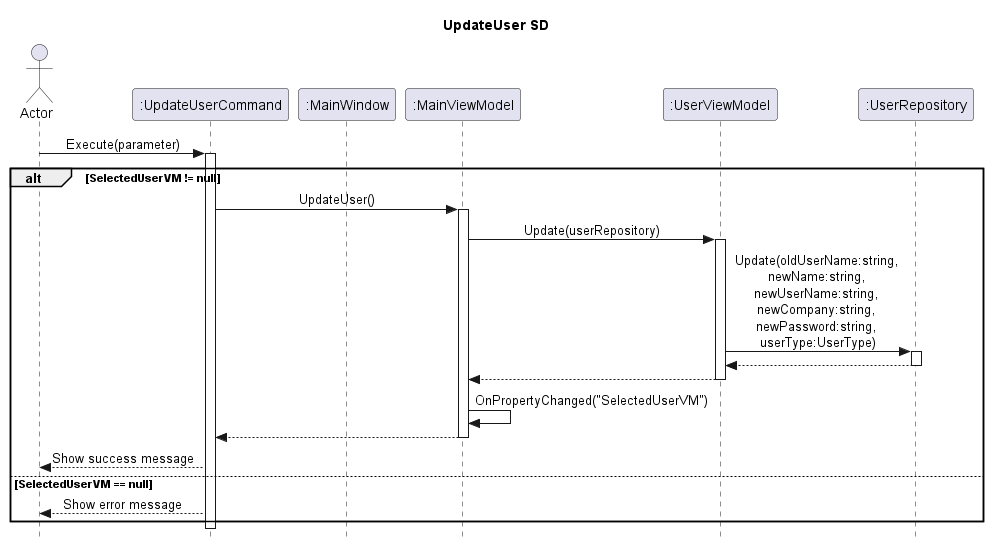 UpdateUser SD
Actor
:UpdateUserCommand
:MainWindow
:MainViewModel
:UserViewModel
:UserRepository
Execute(parameter)
alt
[SelectedUserVM != null]
UpdateUser()
Update(userRepository)
Update(oldUserName:string,
newName:string,
newUserName:string,
newCompany:string,
newPassword:string,
userType:UserType)
OnPropertyChanged("SelectedUserVM")
Show success message
[SelectedUserVM == null]
Show error message